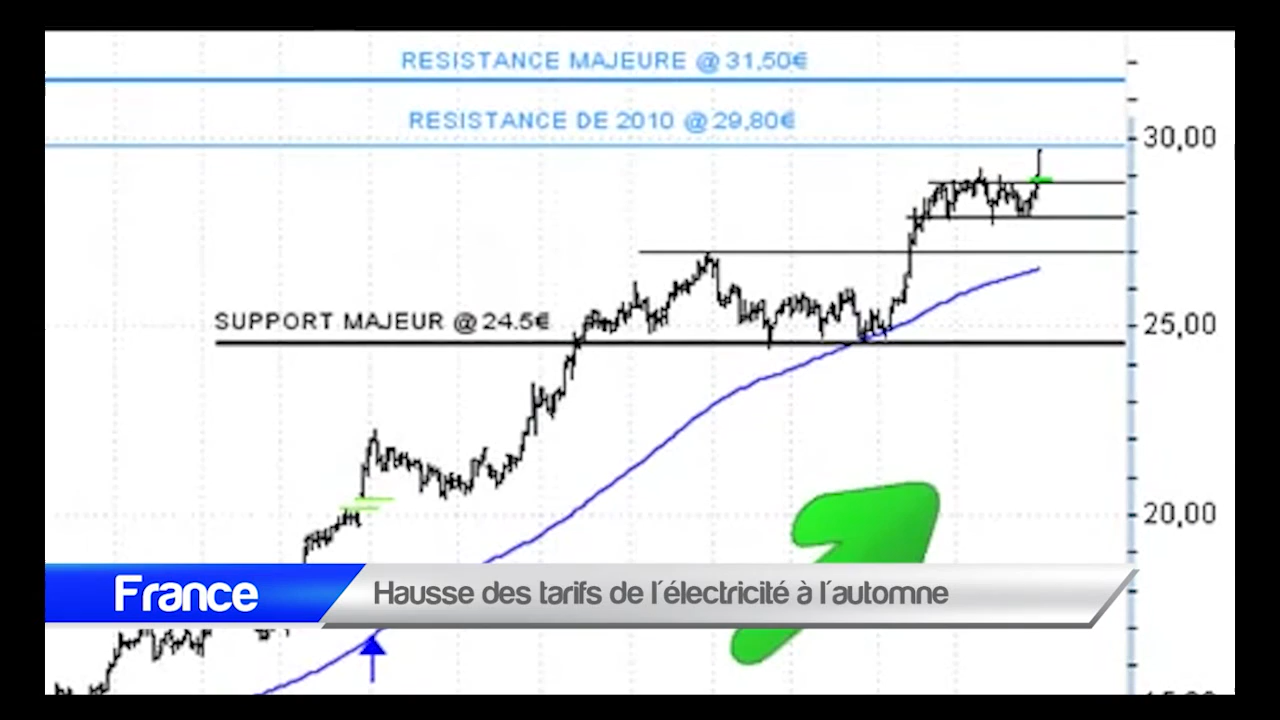 RESISTANCE MAJEURE @ 31,50€
RESISTANCE DE 2010 @ 29,80€
30,00
SUPPORT MAJEUR @ 24.5€
25,00
20,00
France
Hausse des tarifs de l'électricité à l'automne